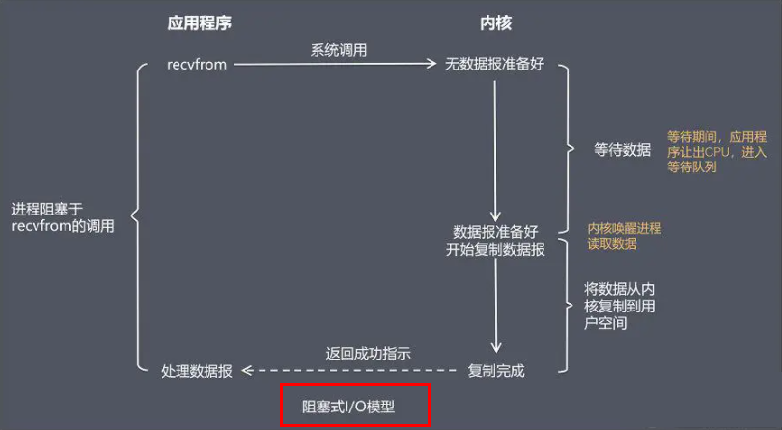 应用程序
内核
系统调用
recvfrom
无数据报准备好
等待数据
等待期间，应用程
序让出CPU，进入
等待队列
进程阻塞于
recvfrom的调用
数据报准备好
开始复制数据报
内核唤醒进程
读取数据
将数据从内
核复制到用
户空间
返回成功指示
处理数据报
复制完成
阻塞式I/O模型